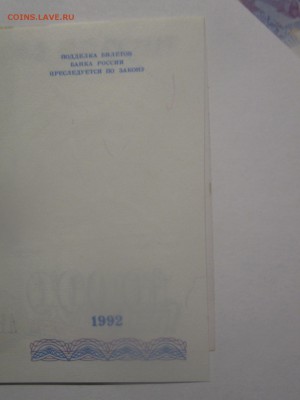 COINS.LAVE.RU
ПОДДЕЛКА БИЛЕТОВ
БАНКА РОССИИ
ПРЕСЛЕДУЕТСЯ ПО ЗАКОНУ
1992